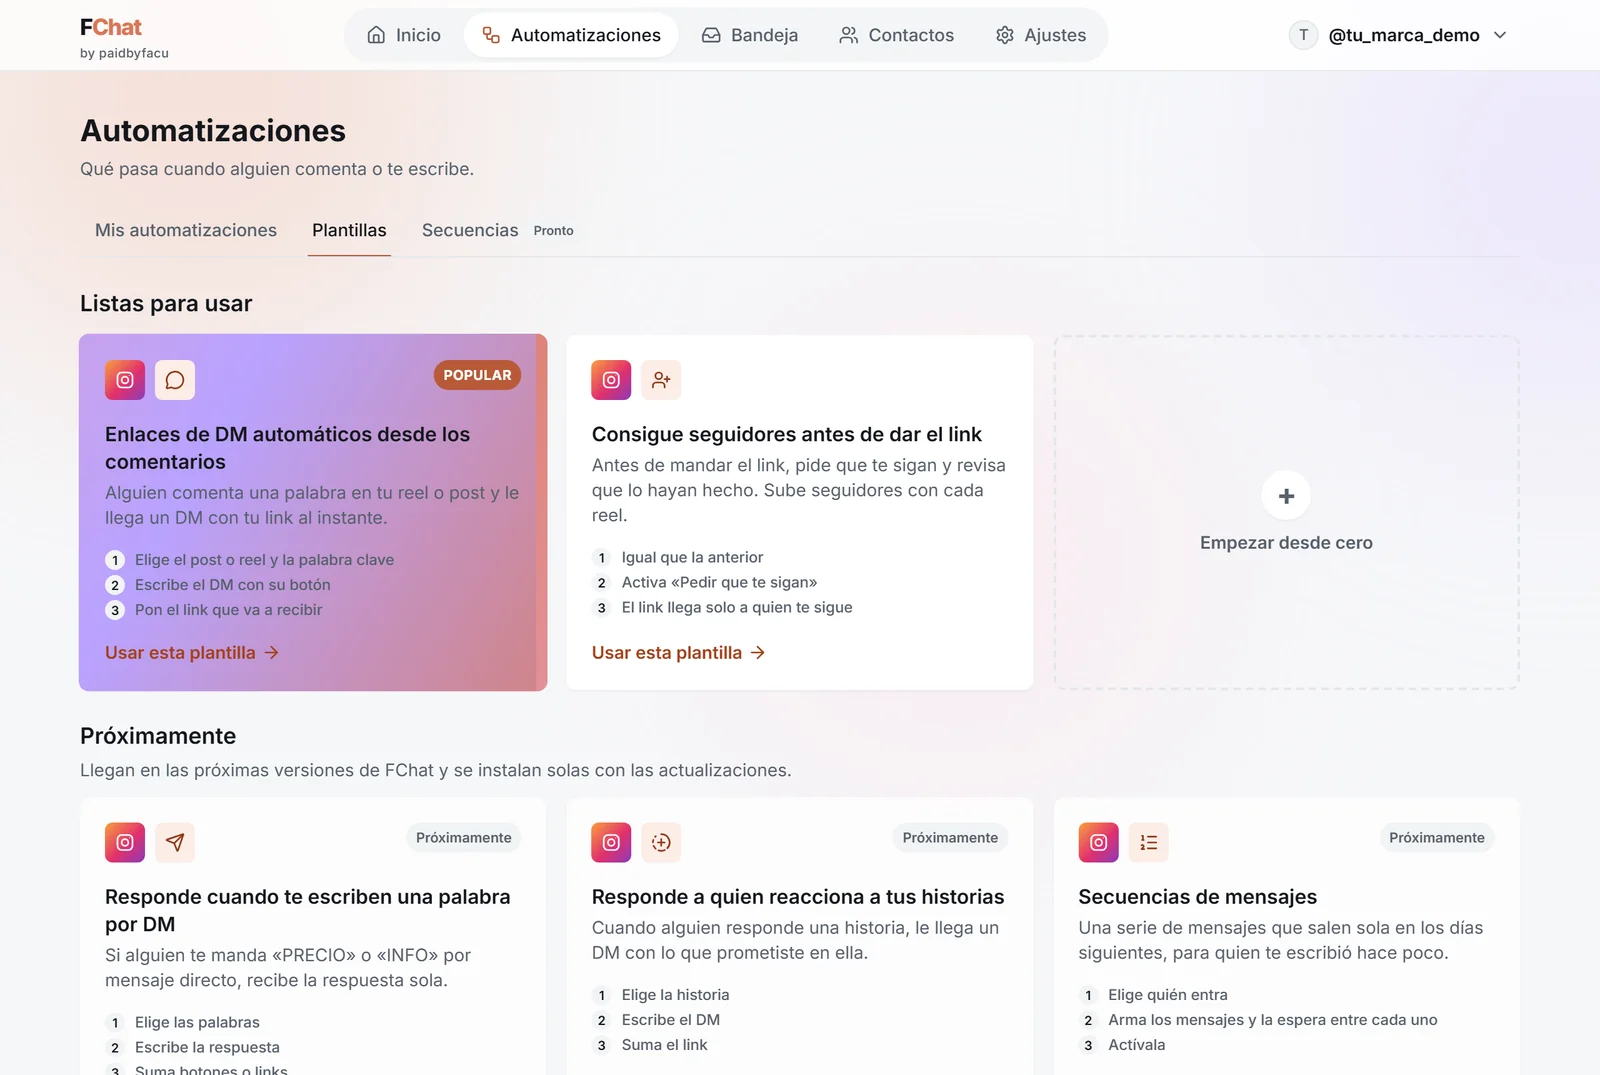 FChat
by paidbyfacu
Inicio
Automatizaciones
Bandeja
Contactos
Ajustes
T
@tu_marca_demo
Automatizaciones
Qué pasa cuando alguien comenta o te escribe.
Mis automatizaciones
Plantillas
Secuencias
Pronto
Listas para usar
POPULAR
Enlaces de DM automáticos desde los
comentarios
Alguien comenta una palabra en tu reel o post y le
llega un DM con tu link al instante.
1 Elige el post o reel y la palabra clave
2 Escribe el DM con su botón
3 Pon el link que va a recibir
Usar esta plantilla →
Consigue seguidores antes de dar el link
Antes de mandar el link, pide que te sigan y revisa
que lo hayan hecho. Sube seguidores con cada
reel.
1 Igual que la anterior
2 Activa «Pedir que te sigan»
3 El link llega solo a quien te sigue
Usar esta plantilla →
+
Empezar desde cero
Próximamente
Llegan en las próximas versiones de FChat y se instalan solas con las actualizaciones.
Próximamente
Responde cuando te escriben una palabra
por DM
Si alguien te manda «PRECIO» o «INFO» por
mensaje directo, recibe la respuesta sola.
1 Elige las palabras
2 Escribe la respuesta
3 Suma botones o links
Próximamente
Responde a quien reacciona a tus historias
Cuando alguien responde una historia, le llega un
DM con lo que prometiste en ella.
1 Elige la historia
2 Escribe el DM
3 Suma el link
Próximamente
Secuencias de mensajes
Una serie de mensajes que salen sola en los días
siguientes, para quien te escribió hace poco.
1 Elige quién entra
2 Arma los mensajes y la espera entre cada uno
3 Actívala